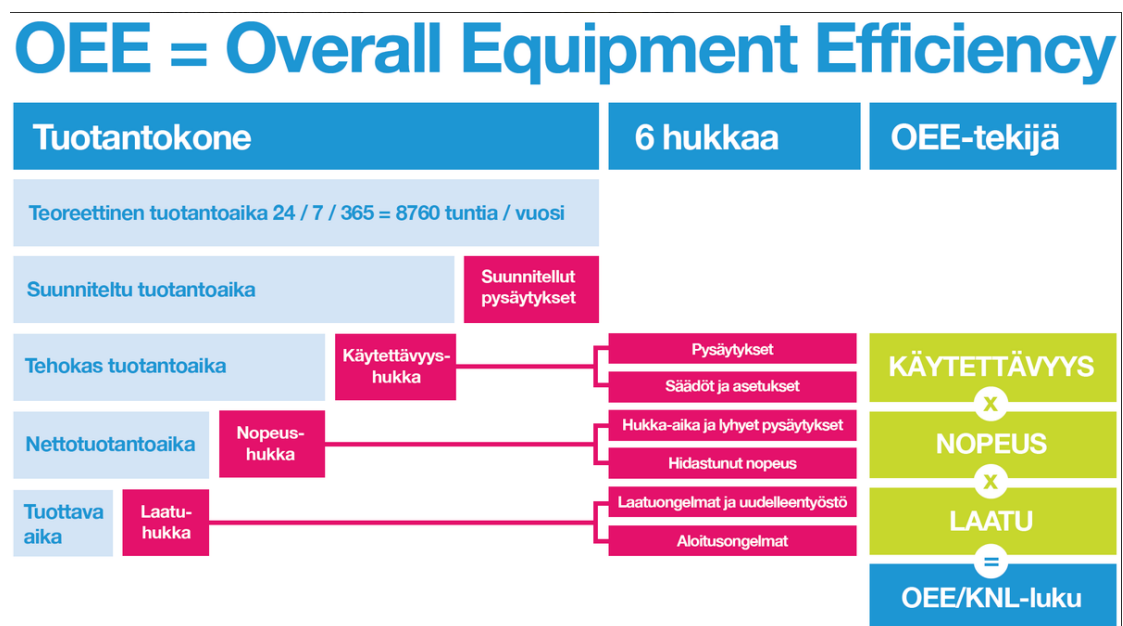 OEE = Overall Equipment Efficiency
Tuotantokone
6 hukkaa
OEE-tekijä
Teoreettinen tuotantoaika 24 / 7 / 365 = 8760 tuntia / vuosi
Suunniteltu tuotantoaika
Suunnitellut
pysäytykset
Tehokas tuotantoaika
Käytettävyys-
hukka
Pysäytykset
Säädöt ja asetukset
KÄYTETTÄVYYS
x
Nettotuotantoaika
Nopeus-
hukka
Hukka-aika ja lyhyet pysäytykset
Hidastunut nopeus
NOPEUS
x
Tuottava
aika
Laatu-
hukka
Laatuongelmat ja uudelleentyöstö
Aloitusongelmat
LAATU
=
OEE/KNL-luku